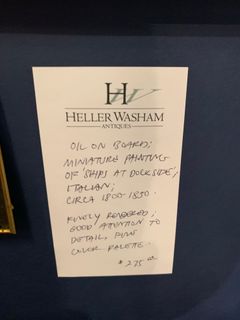 HW
HELLER WASHAM
ANTIQUES
OIL ON BOARD;
MINIATURE PAINTING
OF SHIPS AT DOCKSIDE;
ITALIAN;
CIRCA 1800-1850.
FINELY RENDERED;
GOOD ATTENTION TO
DETAIL, FINE
COLOR PALETTE.
$275.00